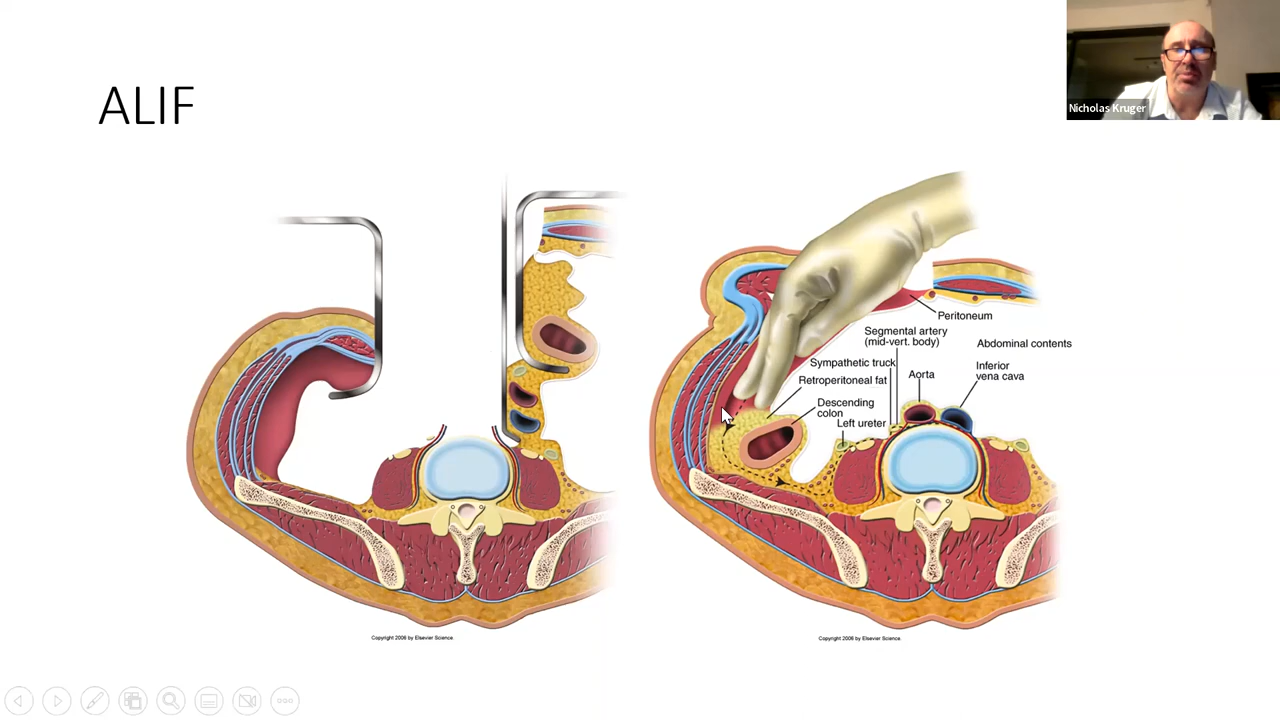 ALIF
Nicholas Kruger
Peritoneum
Segmental artery
(mid-vert. body)
Abdominal contents
Sympathetic truck
Inferior
vena cava
Aorta
Retroperitoneal fat
Descending
colon
Left ureter
Copyright 2006 by Elsevier Science.
Copyright 2006 by Elsevier Science.